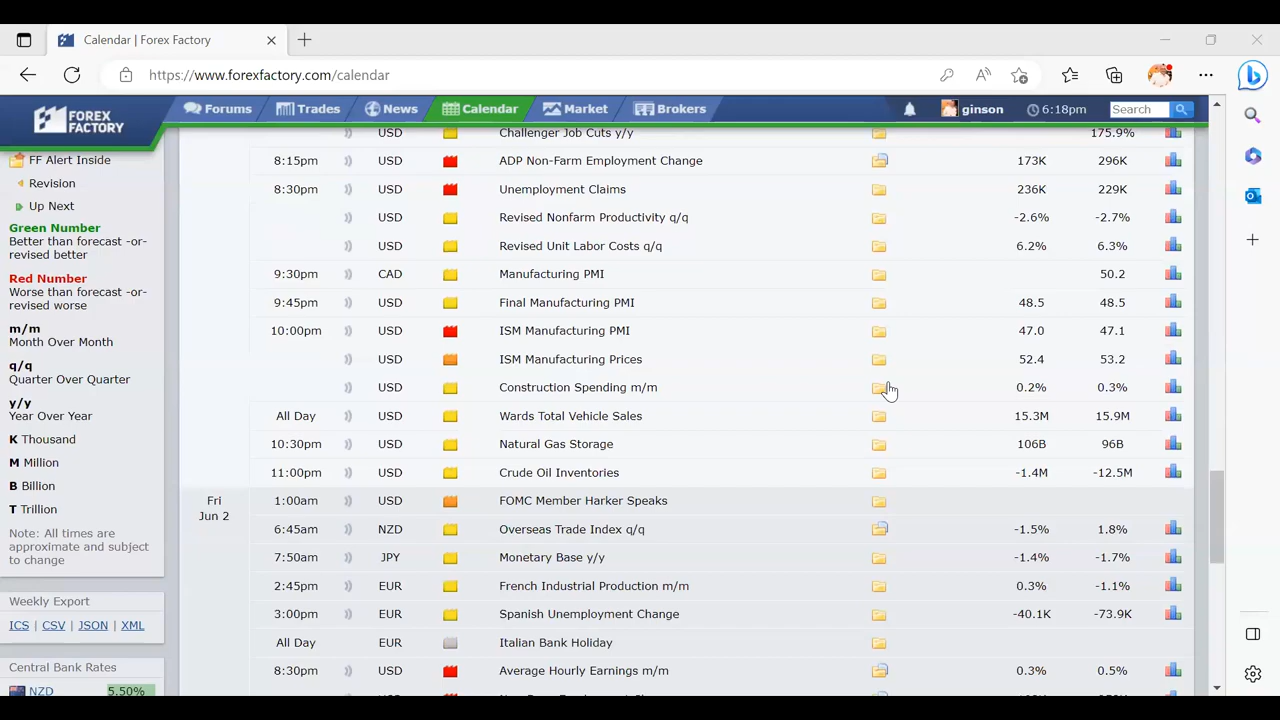 Calendar | Forex Factory
https://www.forexfactory.com/calendar
FOREX FACTORY
Forums Trades News Calendar Market Brokers ginson 6:18pm Search
FF Alert Inside
Revision
Up Next
Green Number
Better than forecast -or-
revised better
Red Number
Worse than forecast -or-
revised worse
m/m
Month Over Month
q/q
Quarter Over Quarter
y/y
Year Over Year
K Thousand
M Million
B Billion
T Trillion
Note: All times are
approximate and subject
to change
Weekly Export
ICS | CSV | JSON | XML
Central Bank Rates
NZD 5.50%
USD Challenger Job Cuts y/y 175.9%
8:15pm USD ADP Non-Farm Employment Change 173K 296K
8:30pm USD Unemployment Claims 236K 229K
USD Revised Nonfarm Productivity q/q -2.6% -2.7%
USD Revised Unit Labor Costs q/q 6.2% 6.3%
9:30pm CAD Manufacturing PMI 50.2
9:45pm USD Final Manufacturing PMI 48.5 48.5
10:00pm USD ISM Manufacturing PMI 47.0 47.1
USD ISM Manufacturing Prices 52.4 53.2
USD Construction Spending m/m 0.2% 0.3%
All Day USD Wards Total Vehicle Sales 15.3M 15.9M
10:30pm USD Natural Gas Storage 106B 96B
11:00pm USD Crude Oil Inventories -1.4M -12.5M
Fri
Jun 2
1:00am USD FOMC Member Harker Speaks
6:45am NZD Overseas Trade Index q/q -1.5% 1.8%
7:50am JPY Monetary Base y/y -1.4% -1.7%
2:45pm EUR French Industrial Production m/m 0.3% -1.1%
3:00pm EUR Spanish Unemployment Change -40.1K -73.9K
All Day EUR Italian Bank Holiday
8:30pm USD Average Hourly Earnings m/m 0.3% 0.5%